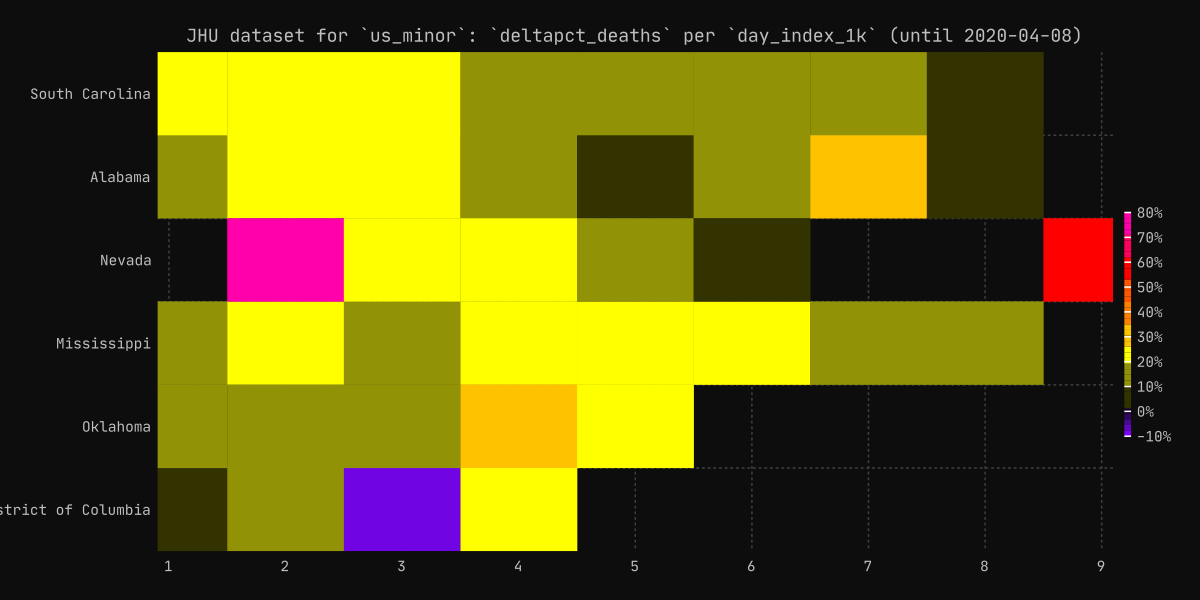 JHU dataset for `us_minor`: `deltapct_deaths` per `day_index_1k` (until 2020-04-08)
South Carolina
Alabama
Nevada
Mississippi
Oklahoma
strict of Columbia
1 2 3 4 5 6 7 8 9
80%
70%
60%
50%
40%
30%
20%
10%
0%
-10%